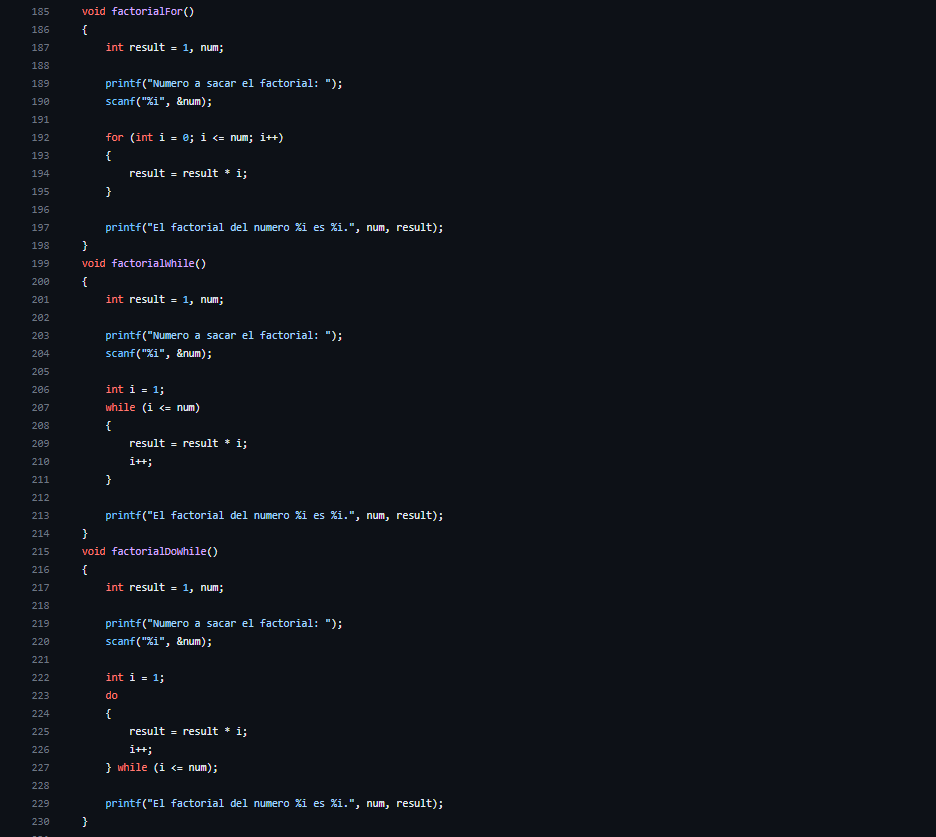 185 void factorialFor()
186 {
187 int result = 1, num;
188
189 printf("Numero a sacar el factorial: ");
190 scanf("%i", &num);
191
192 for (int i = 0; i <= num; i++)
193 {
194 result = result * i;
195 }
196
197 printf("El factorial del numero %i es %i.", num, result);
198 }
199 void factorialWhile()
200 {
201 int result = 1, num;
202
203 printf("Numero a sacar el factorial: ");
204 scanf("%i", &num);
205
206 int i = 1;
207 while (i <= num)
208 {
209 result = result * i;
210 i++;
211 }
212
213 printf("El factorial del numero %i es %i.", num, result);
214 }
215 void factorialDoWhile()
216 {
217 int result = 1, num;
218
219 printf("Numero a sacar el factorial: ");
220 scanf("%i", &num);
221
222 int i = 1;
223 do
224 {
225 result = result * i;
226 i++;
227 } while (i <= num);
228
229 printf("El factorial del numero %i es %i.", num, result);
230 }